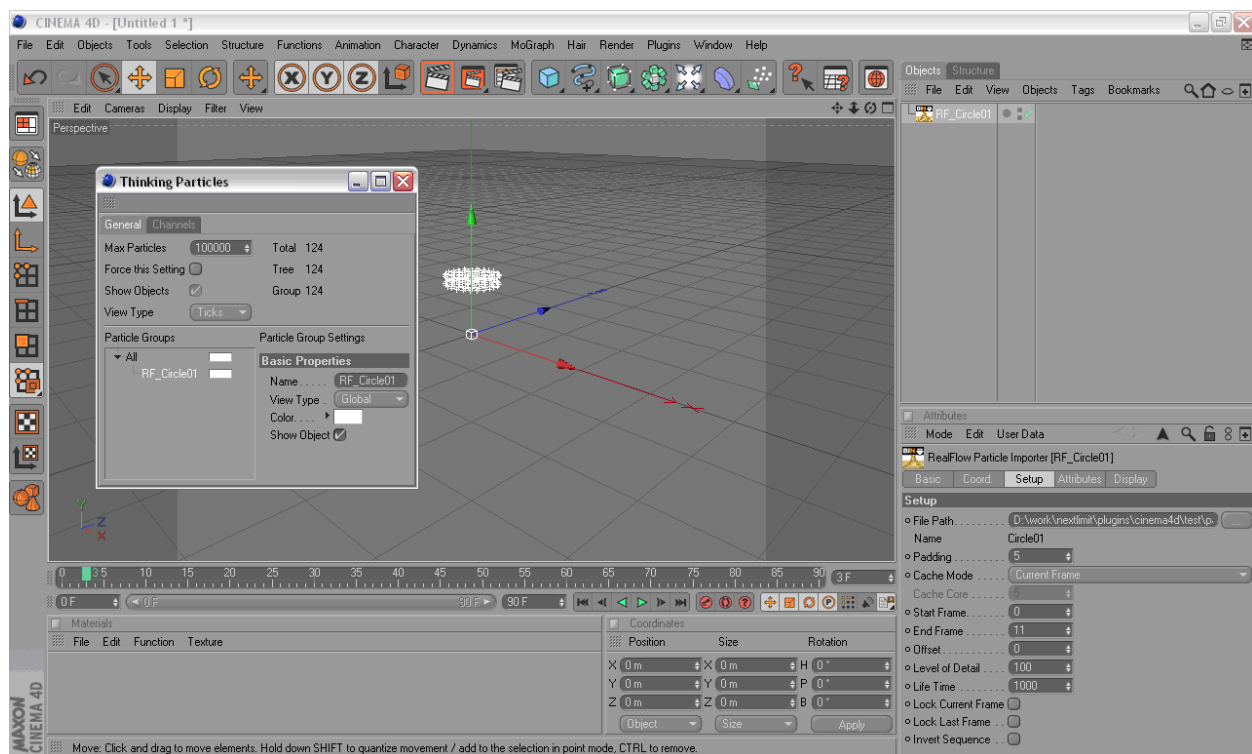 CINEMA 4D - [Untitled 1 *]
File Edit Objects Tools Selection Structure Functions Animation Character Dynamics MoGraph Hair Render Plugins Window Help
Edit Cameras Display Filter View
Perspective
Thinking Particles
General Channels
Max Particles 100000 Total 124
Force this Setting Tree 124
Show Objects Group 124
View Type Ticks
Particle Groups
All
RF_Circle01
Particle Group Settings
Basic Properties
Name..... RF_Circle01
View Type . Global
Color....
Show Object
Y
Z
X
0 3 5 10 15 20 25 30 35 40 45 50 55 60 65 70 75 80 85 90 3 F
0 F 0 F 90 F 90 F
Materials
File Edit Function Texture
Coordinates
Position Size Rotation
X 0 m X 0 m H 0 °
Y 0 m Y 0 m P 0 °
Z 0 m Z 0 m B 0 °
Object Size Apply
MAXON
CINEMA 4D
Move: Click and drag to move elements. Hold down SHIFT to quantize movement / add to the selection in point mode, CTRL to remove.
Objects Structure
File Edit View Objects Tags Bookmarks
RF_Circle01
Attributes
Mode Edit User Data
RealFlow Particle Importer [RF_Circle01]
Basic Coord. Setup Attributes Display
Setup
File Path........ D:\work\nextlimit\plugins\cinema4d\test\p ...
Name Circle01
Padding........ 5
Cache Mode ..... Current Frame
Cache Core ..... 5
Start Frame...... 0
End Frame....... 11
Offset.......... 0
Level of Detail .... 100
Life Time ........ 1000
Lock Current Frame
Lock Last Frame ..
Invert Sequence ..